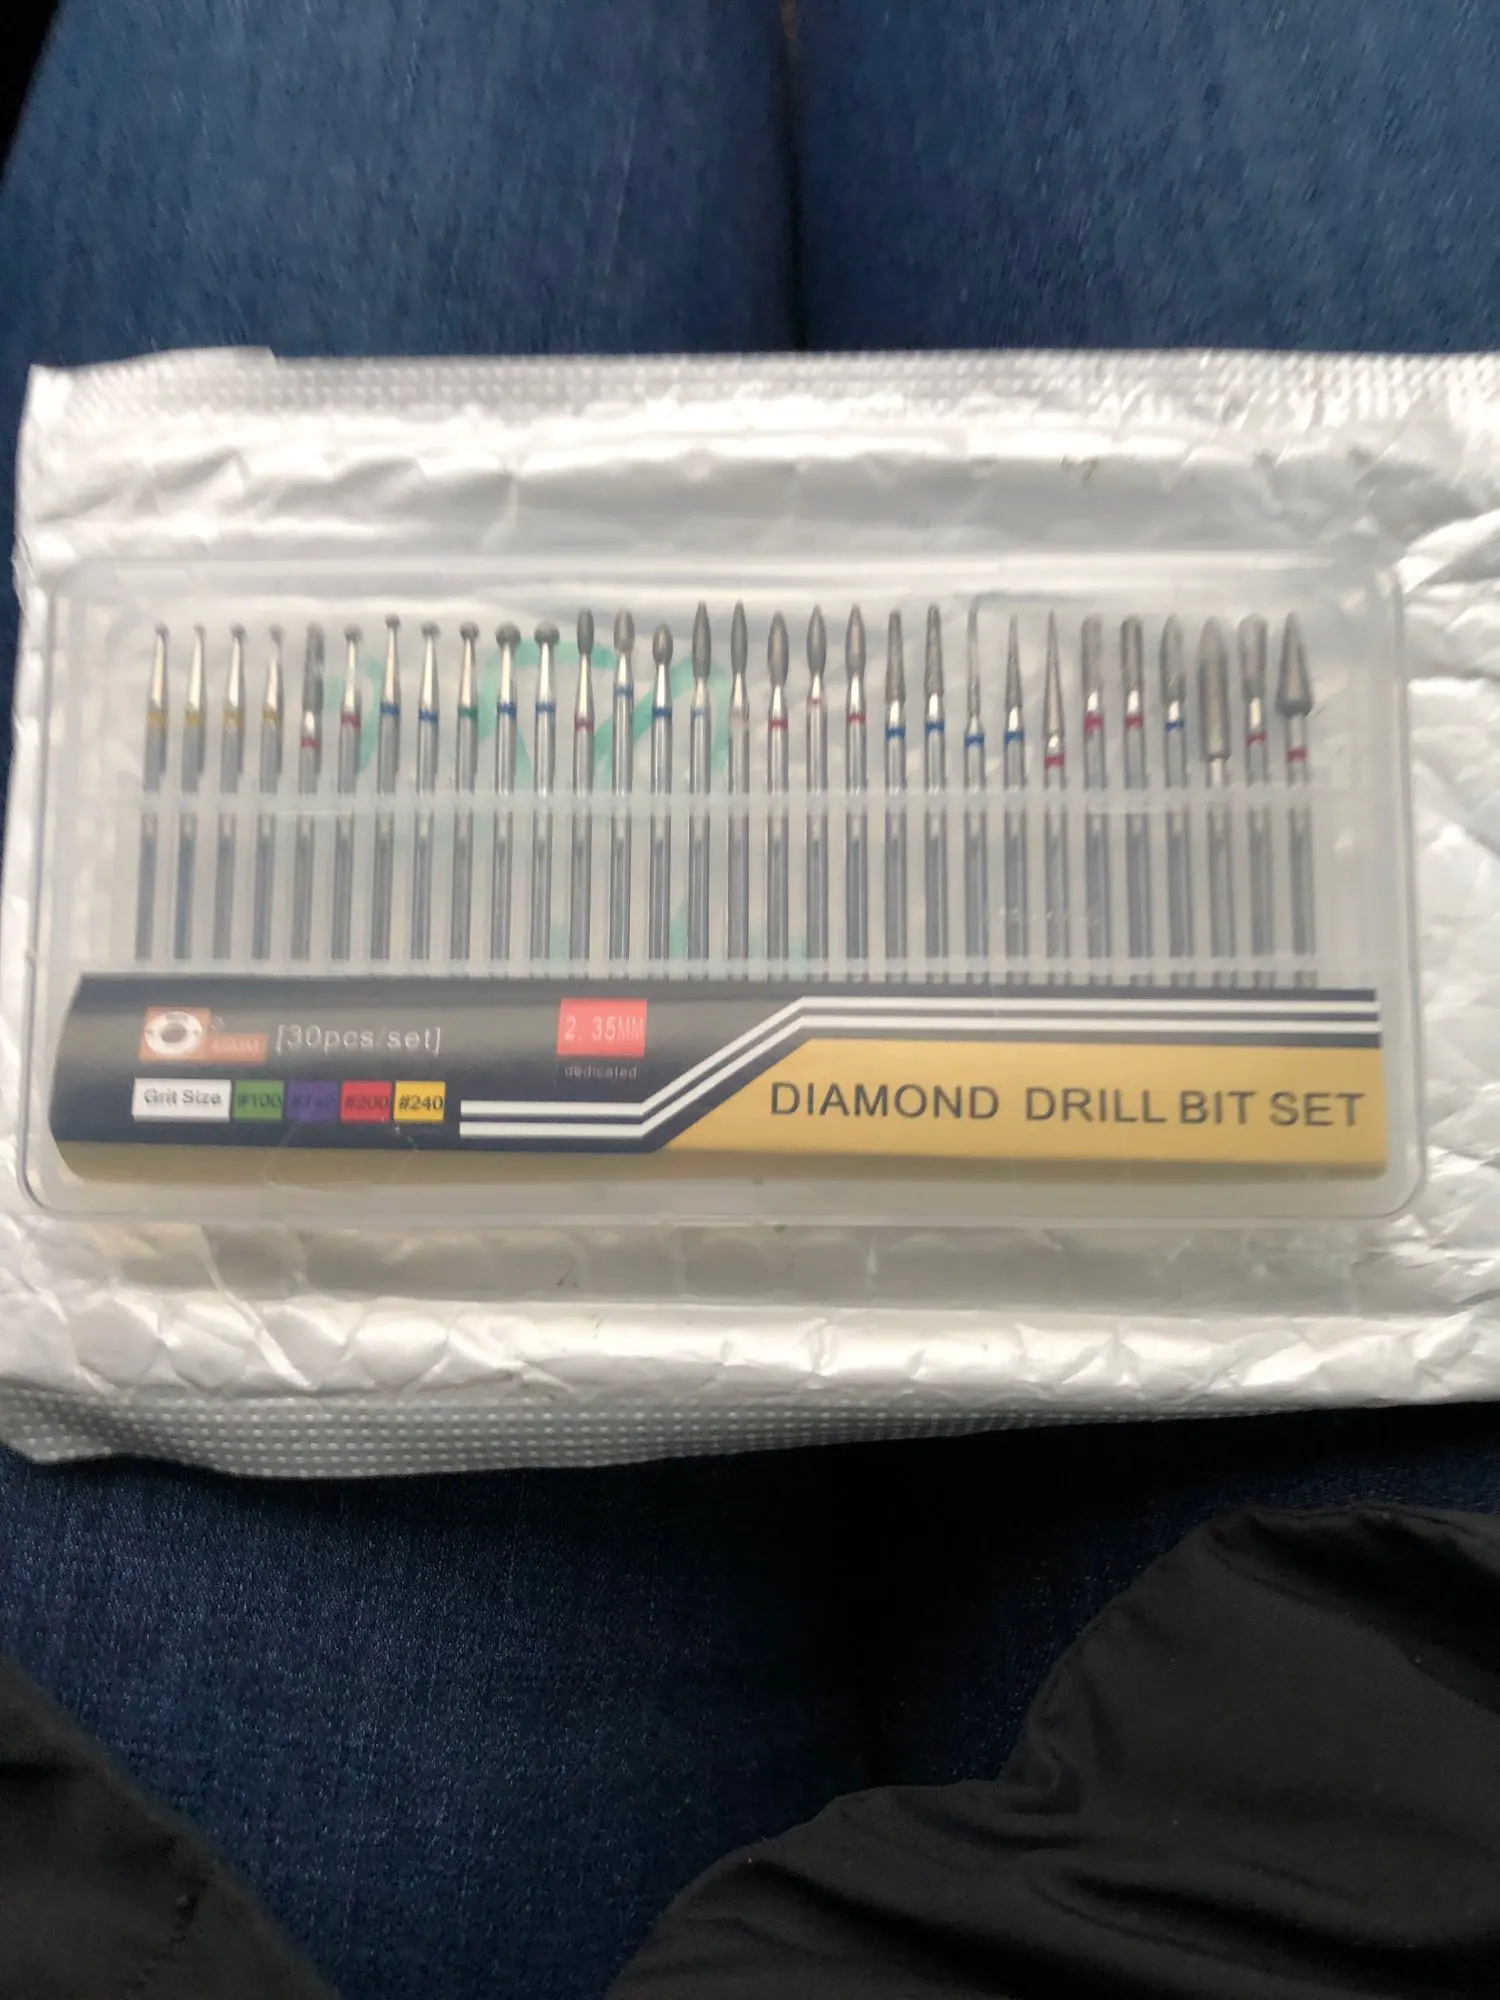 [30pcs/set]
2.35MM
dedicated
Grit Size #100 #200 #240
DIAMOND DRILL BIT SET